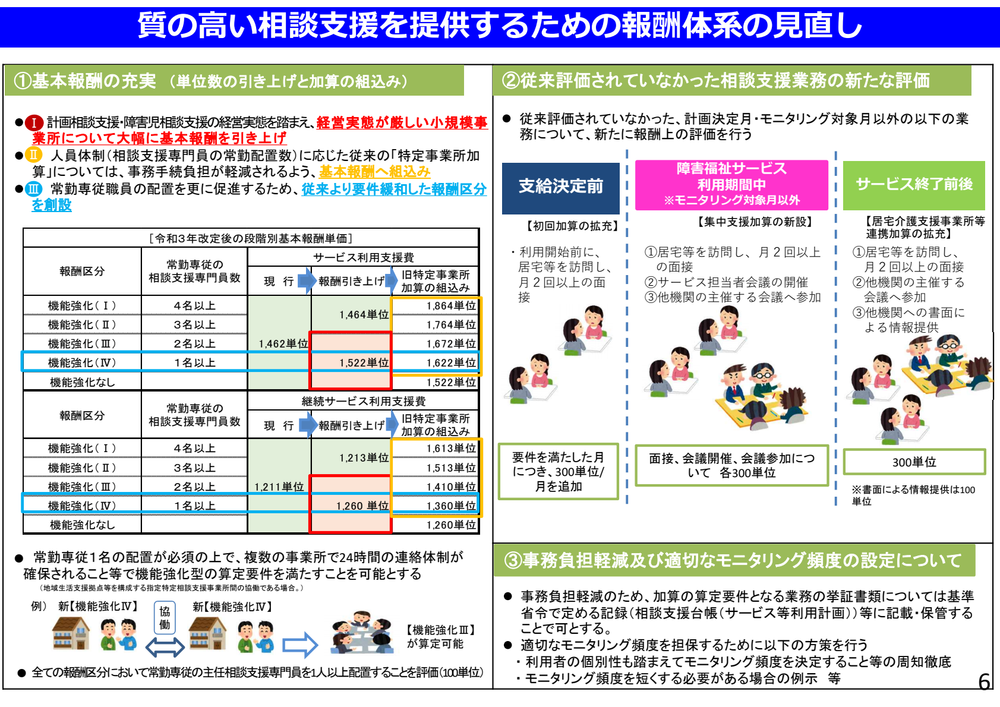 質の高い相談支援を提供するための報酬体系の見直し
①基本報酬の充実 （単位数の引き上げと加算の組込み）
●Ⅰ 計画相談支援・障害児相談支援の経営実態を踏まえ、経営実態が厳しい小規模事
業所について大幅に基本報酬を引き上げ
●Ⅱ 人員体制（相談支援専門員の常勤配置数）に応じた従来の「特定事業所加
算」については、事務手続負担が軽減されるよう、基本報酬へ組込み
●Ⅲ 常勤専従職員の配置を更に促進するため、従来より要件緩和した報酬区分
を創設
［令和3年改定後の段階別基本報酬単価］
報酬区分
常勤専従の
相談支援専門員数
サービス利用支援費
現 行
報酬引き上げ
旧特定事業所
加算の組込み
機能強化（Ⅰ） 4名以上 1,864単位
1,464単位
機能強化（Ⅱ） 3名以上 1,764単位
機能強化（Ⅲ） 2名以上 1,462単位 1,672単位
機能強化（Ⅳ） 1名以上 1,522単位 1,622単位
機能強化なし 1,522単位
報酬区分
常勤専従の
相談支援専門員数
継続サービス利用支援費
現 行
報酬引き上げ
旧特定事業所
加算の組込み
機能強化（Ⅰ） 4名以上 1,613単位
1,213単位
機能強化（Ⅱ） 3名以上 1,513単位
機能強化（Ⅲ） 2名以上 1,211単位 1,410単位
機能強化（Ⅳ） 1名以上 1,260 単位 1,360単位
機能強化なし 1,260単位
● 常勤専従1名の配置が必須の上で、複数の事業所で24時間の連絡体制が
確保されること等で機能強化型の算定要件を満たすことを可能とする
（地域生活支援拠点等を構成する指定特定相談支援事業所間の協働である場合。）
例） 新【機能強化Ⅳ】
協
働
新【機能強化Ⅳ】
【機能強化Ⅲ】
が算定可能
● 全ての報酬区分において常勤専従の主任相談支援専門員を1人以上配置することを評価（100単位）
②従来評価されていなかった相談支援業務の新たな評価
● 従来評価されていなかった、計画決定月・モニタリング対象月以外の以下の業
務について、新たに報酬上の評価を行う
支給決定前
【初回加算の拡充】
・利用開始前に、
居宅等を訪問し、
月２回以上の面
接
要件を満たした月
につき、300単位/
月を追加
障害福祉サービス
利用期間中
※モニタリング対象月以外
【集中支援加算の新設】
①居宅等を訪問し、月２回以上
の面接
②サービス担当者会議の開催
③他機関の主催する会議へ参加
面接、会議開催、会議参加につ
いて 各300単位
サービス終了前後
【居宅介護支援事業所等
連携加算の拡充】
①居宅等を訪問し、
月２回以上の面接
②他機関の主催する
会議へ参加
③他機関への書面に
よる情報提供
300単位
※書面による情報提供は100
単位
③事務負担軽減及び適切なモニタリング頻度の設定について
● 事務負担軽減のため、加算の算定要件となる業務の挙証書類については基準
省令で定める記録（相談支援台帳（サービス等利用計画））等に記載・保管する
ことで可とする。
● 適切なモニタリング頻度を担保するために以下の方策を行う
・利用者の個別性も踏まえてモニタリング頻度を決定すること等の周知徹底
・モニタリング頻度を短くする必要がある場合の例示 等
6